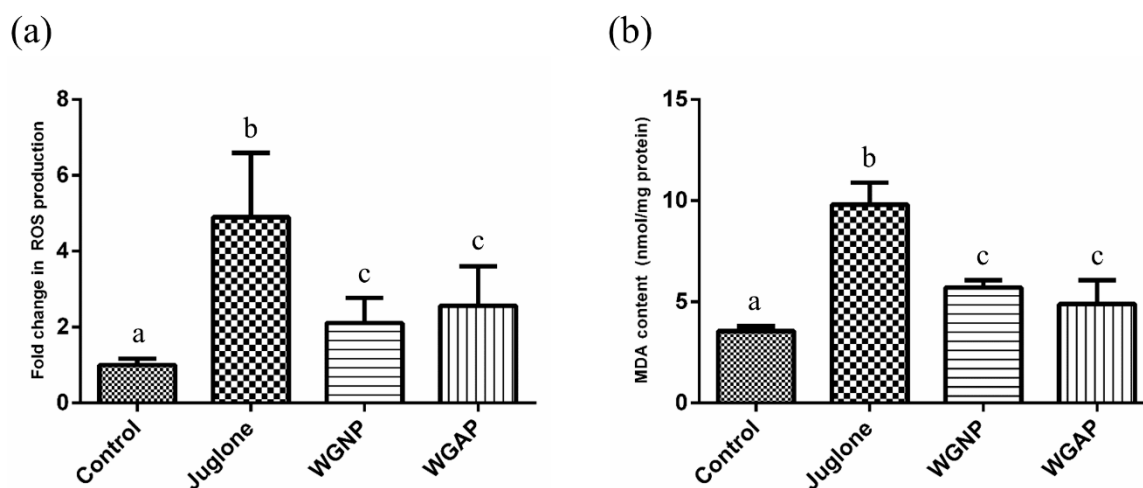 (a)
Fold change in ROS production
8
6
4
2
0
a
b
c
c
Control
Juglone
WGNP
WGAP
(b)
MDA content (nmol/mg protein)
15
10
5
0
a
b
c
c
Control
Juglone
WGNP
WGAP